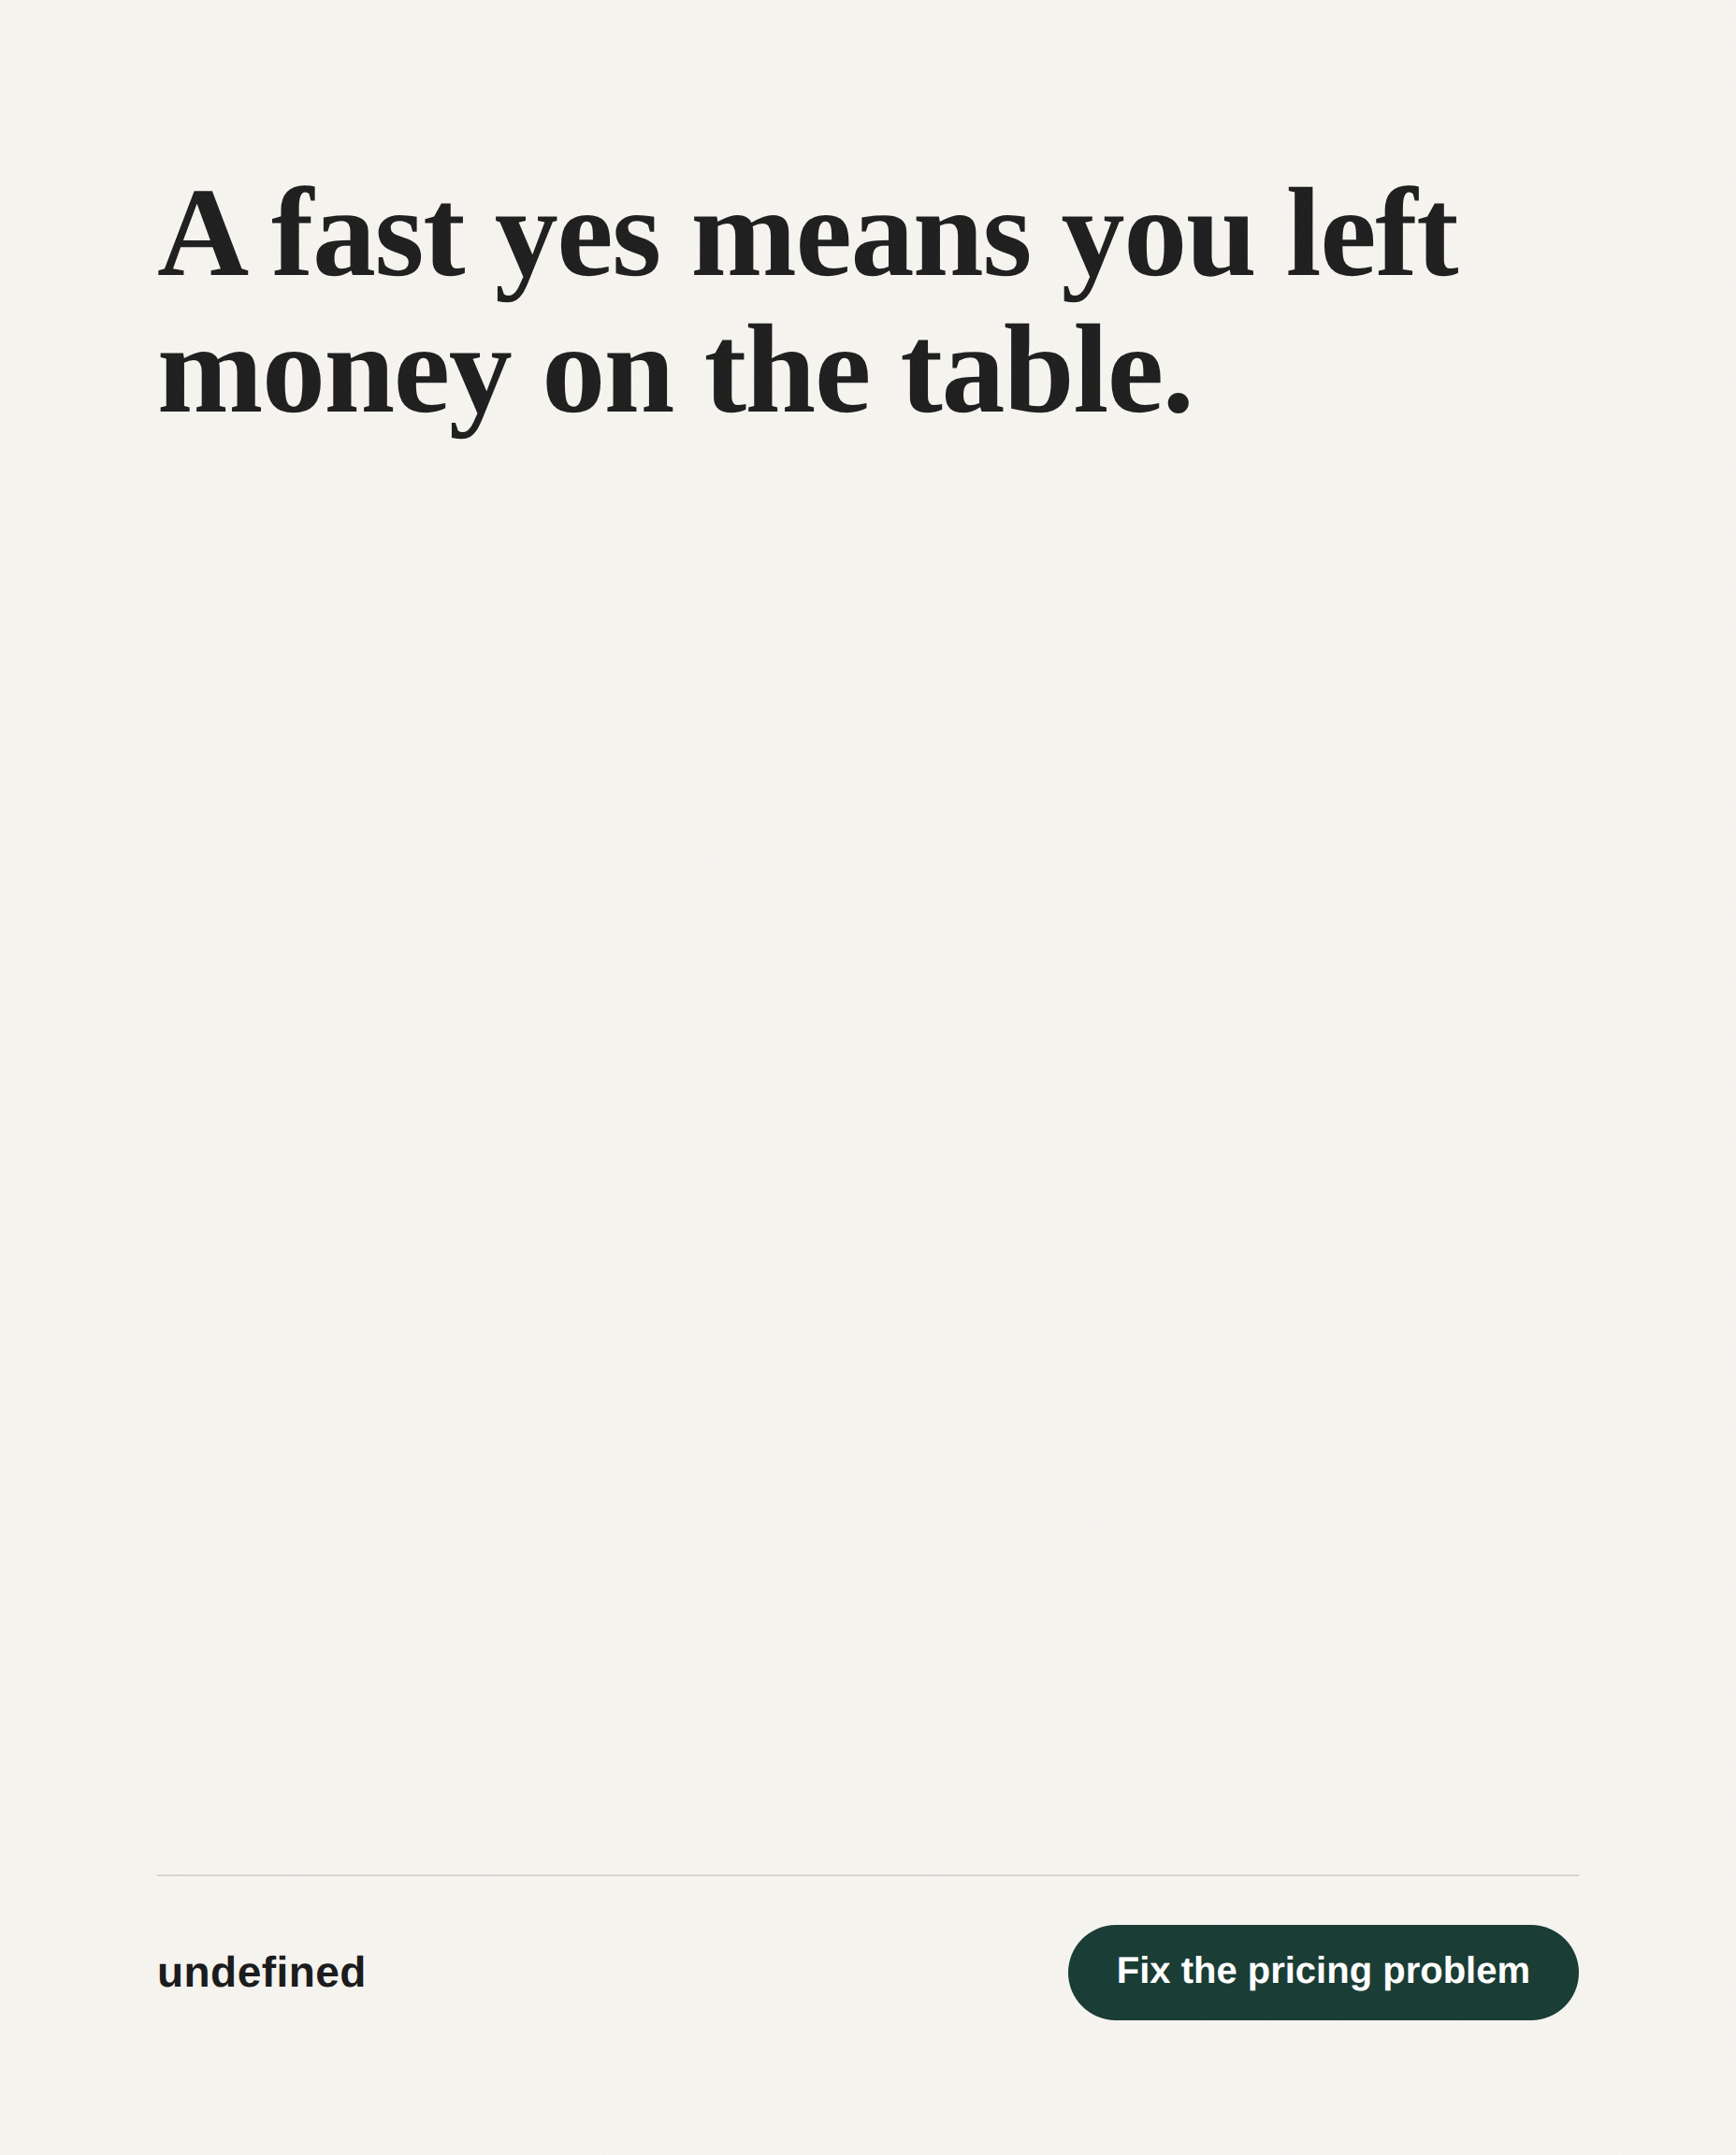 A fast yes means you left
money on the table.
undefined
Fix the pricing problem